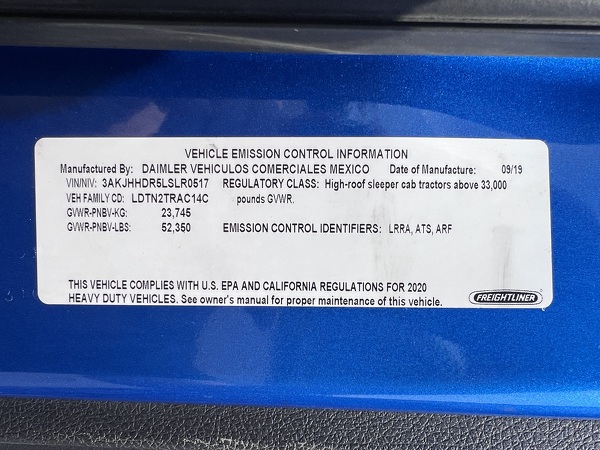 VEHICLE EMISSION CONTROL INFORMATION
Manufactured By: DAIMLER VEHICULOS COMERCIALES MEXICO Date of Manufacture: 09/19
VIN/NIV: 3AKJHHDR5LSLR0517 REGULATORY CLASS: High-roof sleeper cab tractors above 33,000
VEH FAMILY CD: LDTN2TRAC14C pounds GVWR.
GVWR-PNBV-KG: 23,745
GVWR-PNBV-LBS: 52,350 EMISSION CONTROL IDENTIFIERS: LRRA, ATS, ARF
THIS VEHICLE COMPLIES WITH U.S. EPA AND CALIFORNIA REGULATIONS FOR 2020
HEAVY DUTY VEHICLES. See owner's manual for proper maintenance of this vehicle. FREIGHTLINER